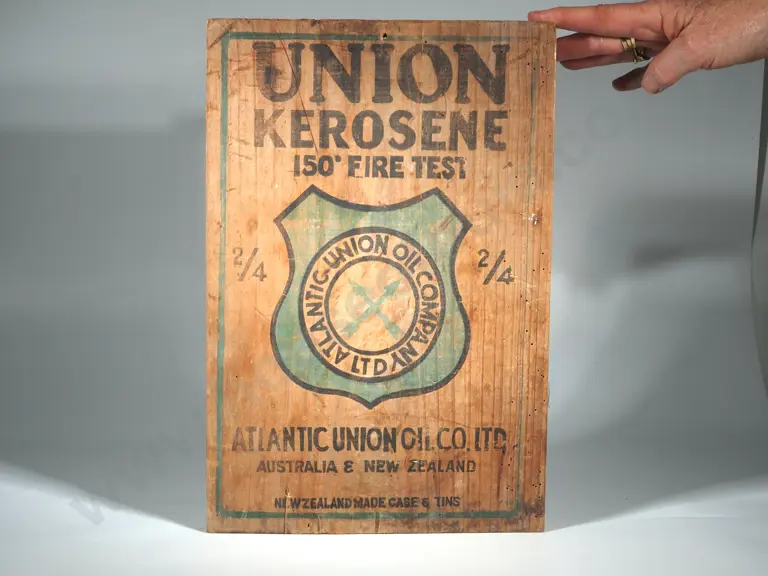 UNION
KEROSENE
150° FIRE TEST
2/4
2/4
ATLANTIC UNION OIL COMPANY LTD
ATLANTIC UNION OIL CO. LTD
AUSTRALIA & NEW ZEALAND
NEW ZEALAND MADE CASE & TINS